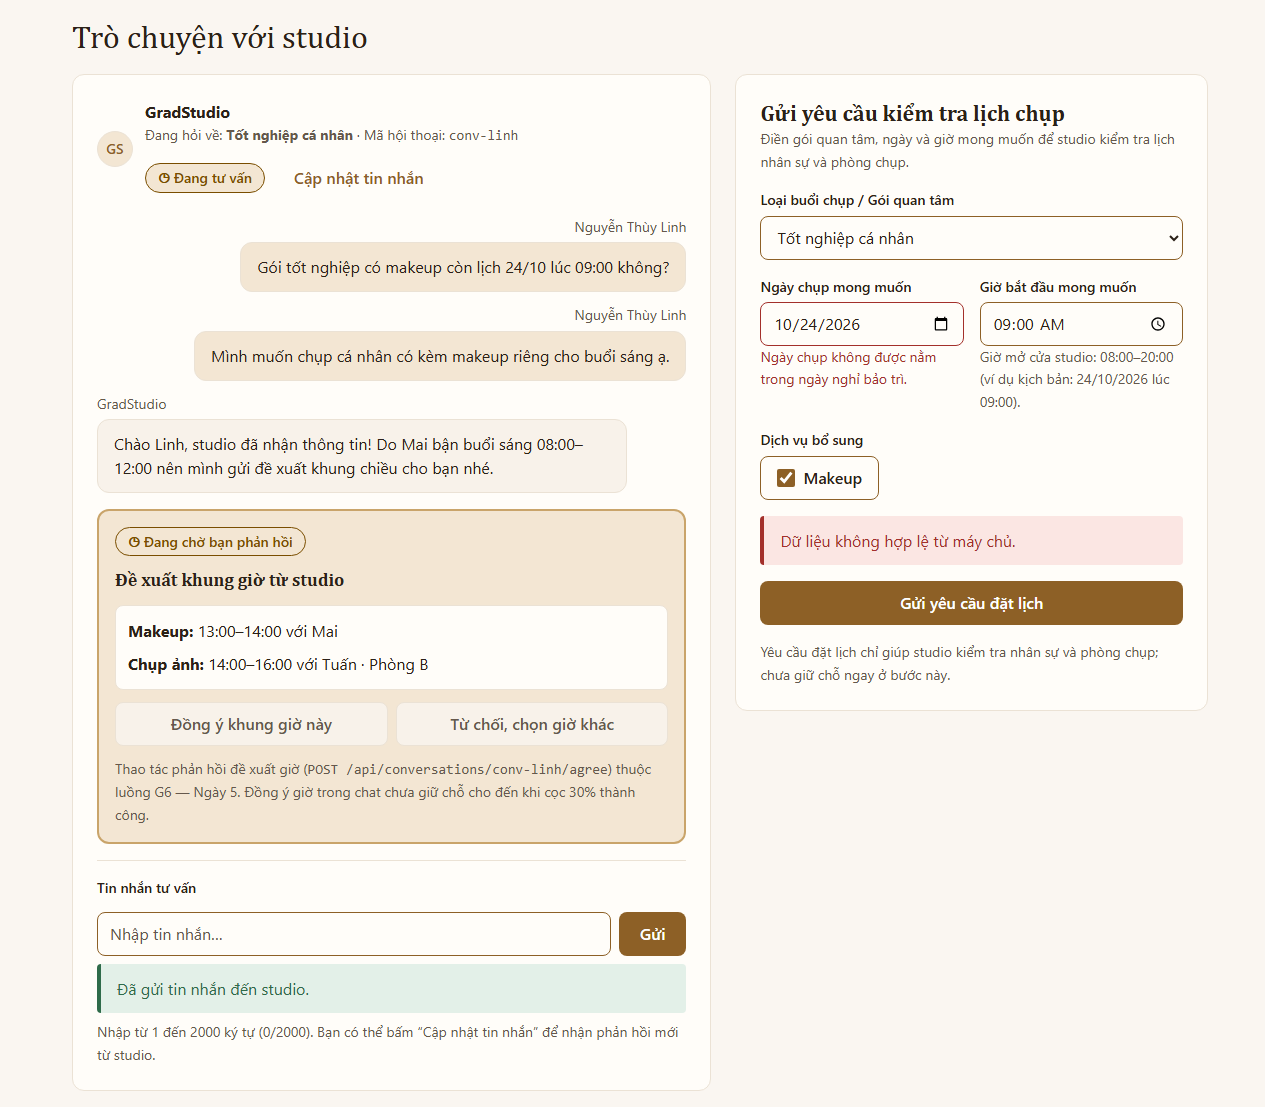 Trò chuyện với studio
GS
GradStudio
Đang hỏi về: Tốt nghiệp cá nhân · Mã hội thoại: conv-linh
Đang tư vấn
Cập nhật tin nhắn
Nguyễn Thùy Linh
Gói tốt nghiệp có makeup còn lịch 24/10 lúc 09:00 không?
Nguyễn Thùy Linh
Mình muốn chụp cá nhân có kèm makeup riêng cho buổi sáng ạ.
GradStudio
Chào Linh, studio đã nhận thông tin! Do Mai bận buổi sáng 08:00–
12:00 nên mình gửi đề xuất khung chiều cho bạn nhé.
Đang chờ bạn phản hồi
Đề xuất khung giờ từ studio
Makeup: 13:00–14:00 với Mai
Chụp ảnh: 14:00–16:00 với Tuấn · Phòng B
Đồng ý khung giờ này
Từ chối, chọn giờ khác
Thao tác phản hồi đề xuất giờ (POST /api/conversations/conv-linh/agree) thuộc
luồng G6 — Ngày 5. Đồng ý giờ trong chat chưa giữ chỗ cho đến khi cọc 30% thành
công.
Tin nhắn tư vấn
Nhập tin nhắn...
Gửi
Đã gửi tin nhắn đến studio.
Nhập từ 1 đến 2000 ký tự (0/2000). Bạn có thể bấm “Cập nhật tin nhắn” để nhận phản hồi mới
từ studio.
Gửi yêu cầu kiểm tra lịch chụp
Điền gói quan tâm, ngày và giờ mong muốn để studio kiểm tra lịch
nhân sự và phòng chụp.
Loại buổi chụp / Gói quan tâm
Tốt nghiệp cá nhân
Ngày chụp mong muốn
10/24/2026
Ngày chụp không được nằm
trong ngày nghỉ bảo trì.
Giờ bắt đầu mong muốn
09:00 AM
Giờ mở cửa studio: 08:00–20:00
(ví dụ kịch bản: 24/10/2026 lúc
09:00).
Dịch vụ bổ sung
Makeup
Dữ liệu không hợp lệ từ máy chủ.
Gửi yêu cầu đặt lịch
Yêu cầu đặt lịch chỉ giúp studio kiểm tra nhân sự và phòng chụp;
chưa giữ chỗ ngay ở bước này.